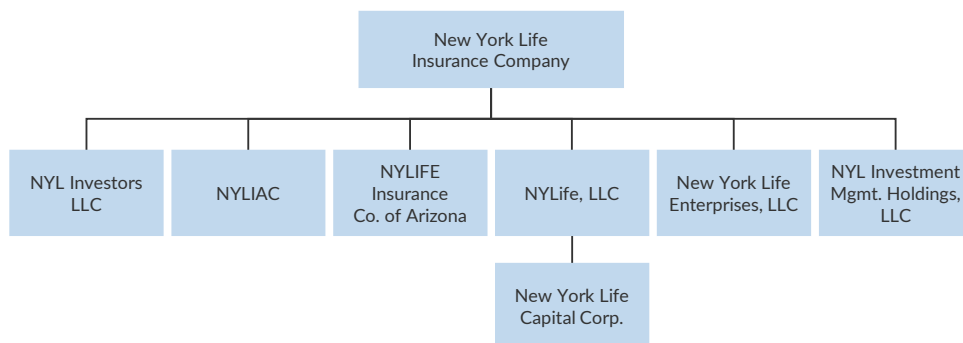 New York Life
Insurance Company
NYL Investors
LLC
NYLIAC
NYLIFE
Insurance
Co. of Arizona
NYLife, LLC
New York Life
Enterprises, LLC
NYL Investment
Mgmt. Holdings,
LLC
New York Life
Capital Corp.